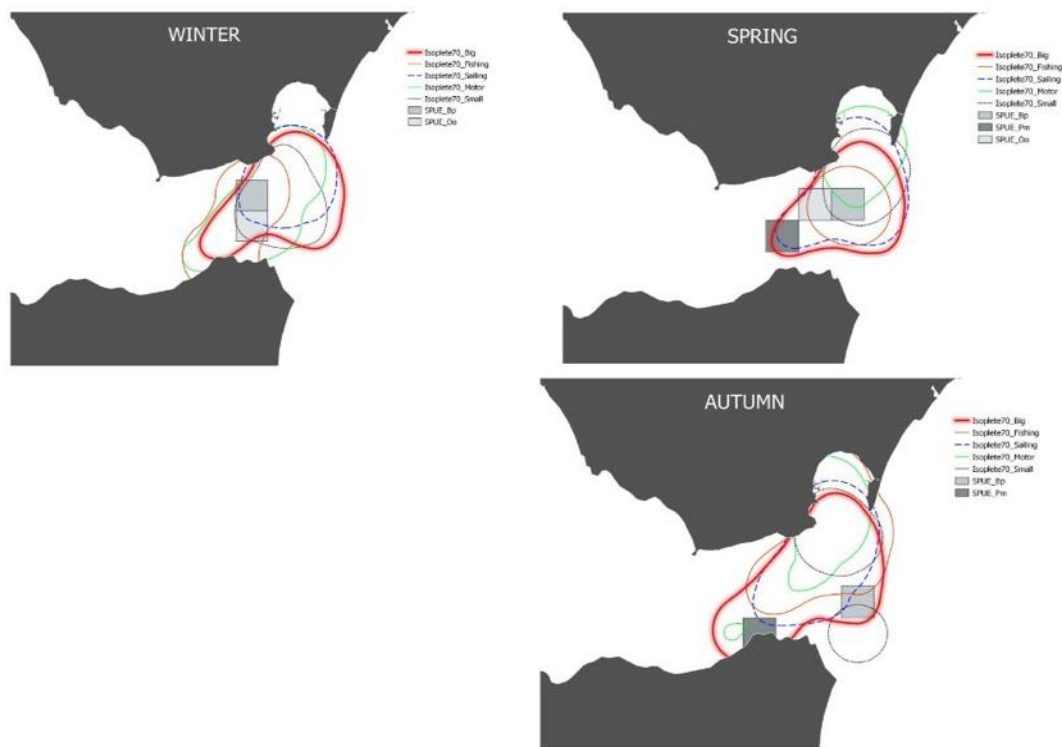 WINTER
Isoplete70_Big
Isoplete70_Fishing
Isoplete70_Sailing
Isoplete70_Motor
Isoplete70_Small
SPUE_Bp
SPUE_Oo
SPRING
Isoplete70_Big
Isoplete70_Fishing
Isoplete70_Sailing
Isoplete70_Motor
Isoplete70_Small
SPUE_Bp
SPUE_Pm
SPUE_Oo
AUTUMN
Isoplete70_Big
Isoplete70_Fishing
Isoplete70_Sailing
Isoplete70_Motor
Isoplete70_Small
SPUE_Bp
SPUE_Pm